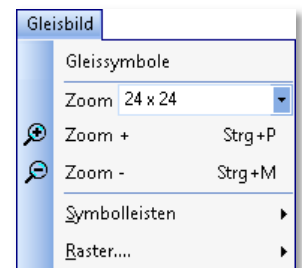 Gleisbild
Gleissymbole
Zoom 24 x 24
Zoom + Strg+P
Zoom - Strg+M
Symbolleisten
Raster....